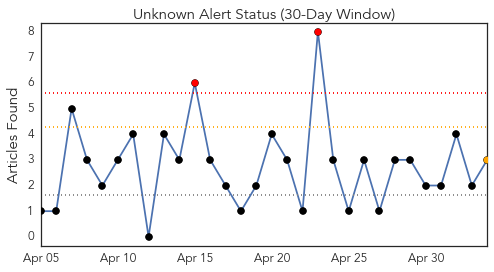 Unknown Alert Status (30-Day Window)
Articles Found
8
7
6
5
4
3
2
1
0
Apr 05
Apr 10
Apr 15
Apr 20
Apr 25
Apr 30